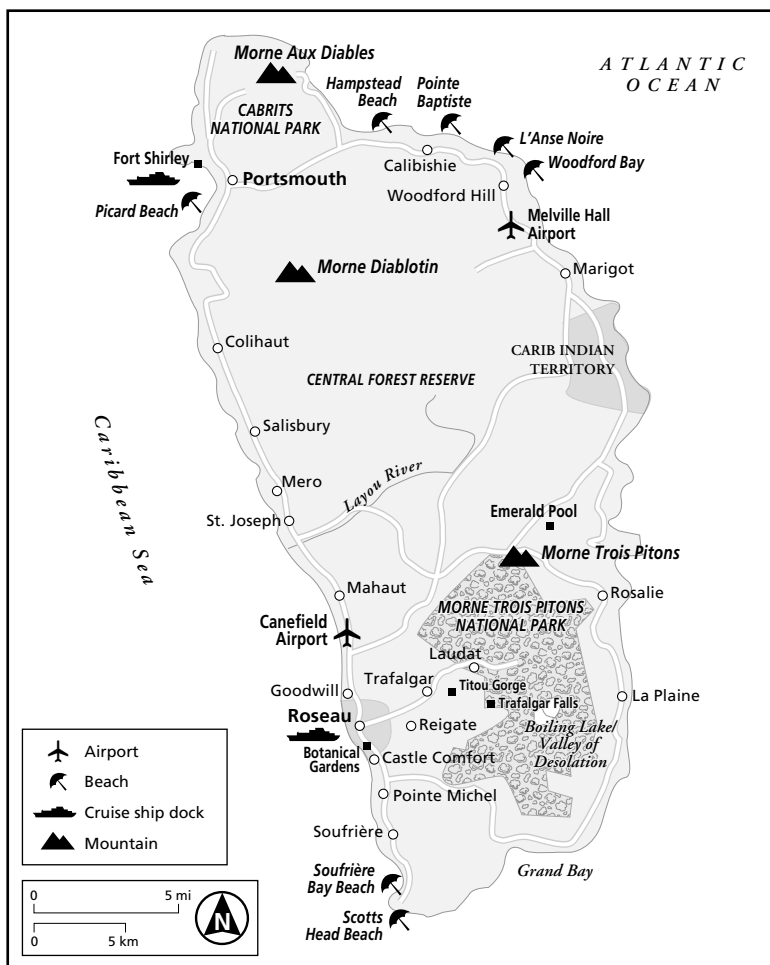 Morne Aux Diables
ATLANTIC
OCEAN
Hampstead
Beach
Pointe
Baptiste
CABRITS
NATIONAL PARK
L'Anse Noire
Fort Shirley
Calibishie
Woodford Bay
Portsmouth
Woodford Hill
Picard Beach
Melville Hall
Airport
Morne Diablotin
Marigot
Colihaut
CARIB INDIAN
TERRITORY
CENTRAL FOREST RESERVE
Caribbean Sea
Salisbury
Mero
Layou River
St. Joseph
Emerald Pool
Morne Trois Pitons
Mahaut
Rosalie
MORNE TROIS PITONS
NATIONAL PARK
Canefield
Airport
Laudat
Trafalgar
Titou Gorge
Goodwill
La Plaine
Trafalgar Falls
Roseau
Reigate
Boiling Lake/
Valley of
Desolation
Botanical
Gardens
Castle Comfort
Pointe Michel
Soufrière
Grand Bay
Soufrière
Bay Beach
Scotts
Head Beach
Airport
Beach
Cruise ship dock
Mountain
0 5 mi
0 5 km
N